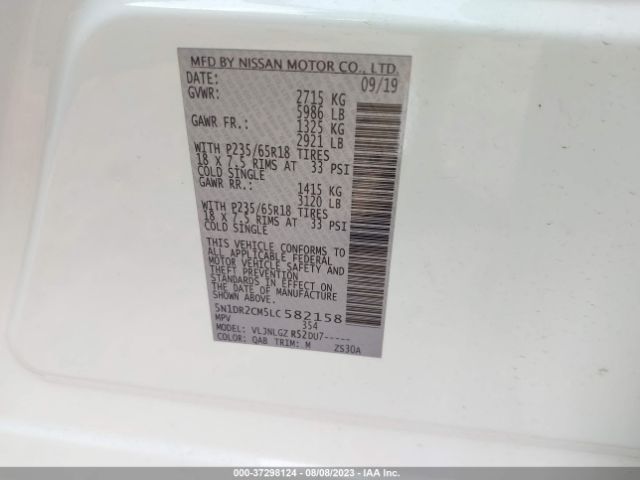 MFD BY NISSAN MOTOR CO., LTD.
DATE: 09/19
GVWR: 2715 KG
5986 LB
GAWR FR.: 1325 KG
2921 LB
WITH P235/65R18 TIRES
18 X 7.5 RIMS AT 33 PSI
COLD SINGLE
GAWR RR.: 1415 KG
3120 LB
WITH P235/65R18 TIRES
18 X 7.5 RIMS AT 33 PSI
COLD SINGLE
THIS VEHICLE CONFORMS TO
ALL APPLICABLE FEDERAL
MOTOR VEHICLE SAFETY AND
THEFT PREVENTION
STANDARDS IN EFFECT ON
THE DATE OF MANUFACTURE
SHOWN ABOVE.
5N1DR2CM5LC582158
MPV 354
MODEL: VLJNLGZ R52DU7-----
COLOR: QAB TRIM: M ZS30A
000-37298124 - 08/08/2023 - IAA Inc.